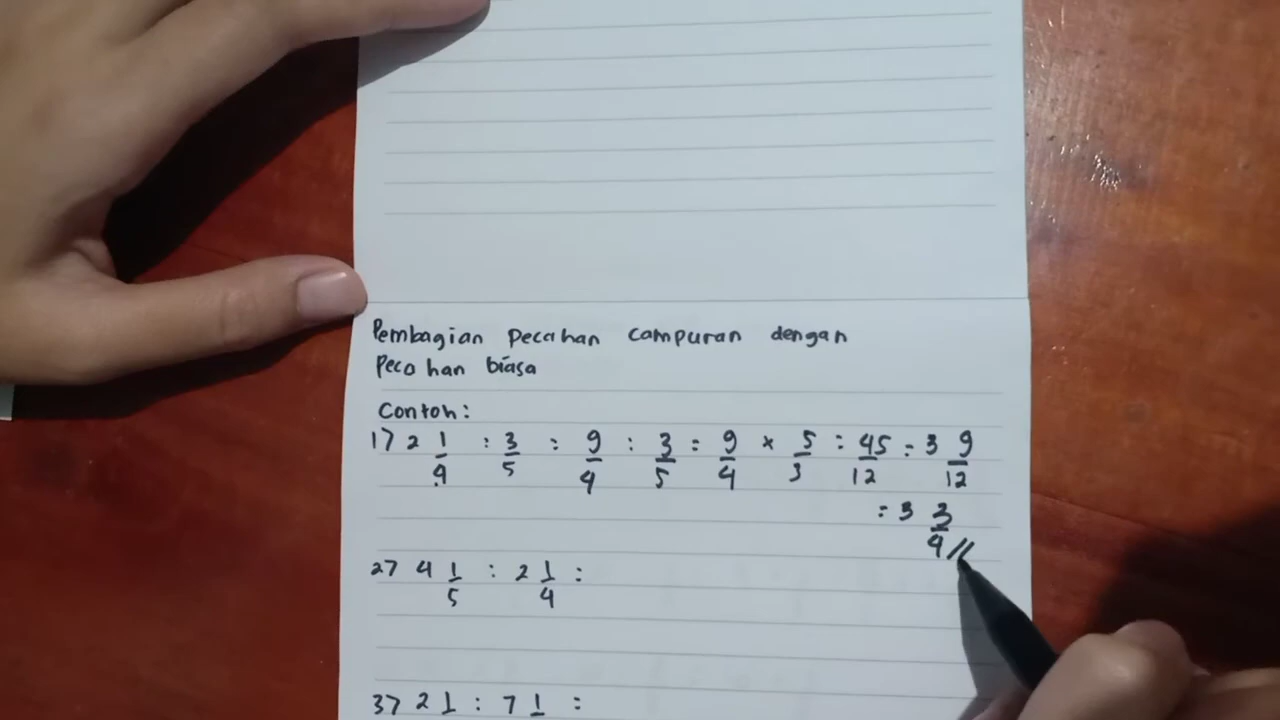 Pembagian Pecahan campuran dengan
Pecahan biasa
Contoh:
1) 2 1/4 : 3/5 = 9/4 : 3/5 = 9/4 × 5/3 = 45/12 = 3 9/12
= 3 3/4 //
2) 4 1/5 : 2 1/4 =
3) 2 1 : 7 1 =